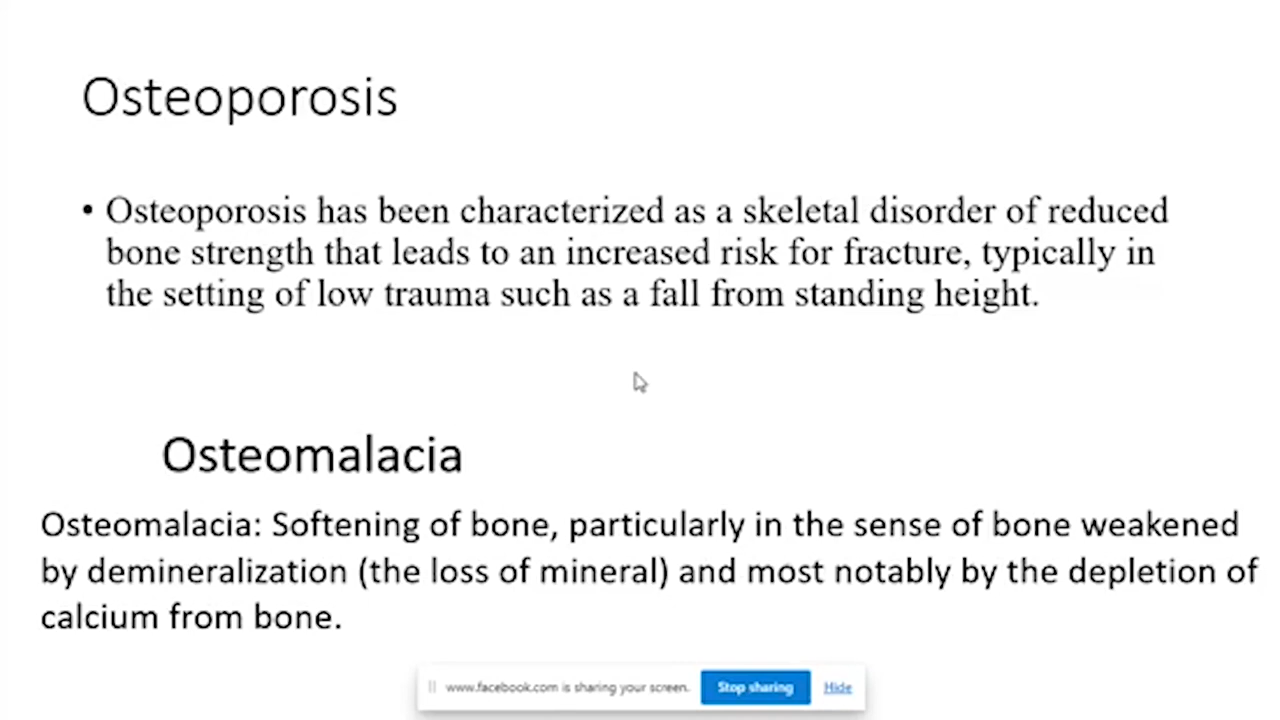 Osteoporosis
• Osteoporosis has been characterized as a skeletal disorder of reduced
bone strength that leads to an increased risk for fracture, typically in
the setting of low trauma such as a fall from standing height.
Osteomalacia
Osteomalacia: Softening of bone, particularly in the sense of bone weakened
by demineralization (the loss of mineral) and most notably by the depletion of
calcium from bone.
www.facebook.com is sharing your screen. Stop sharing Hide